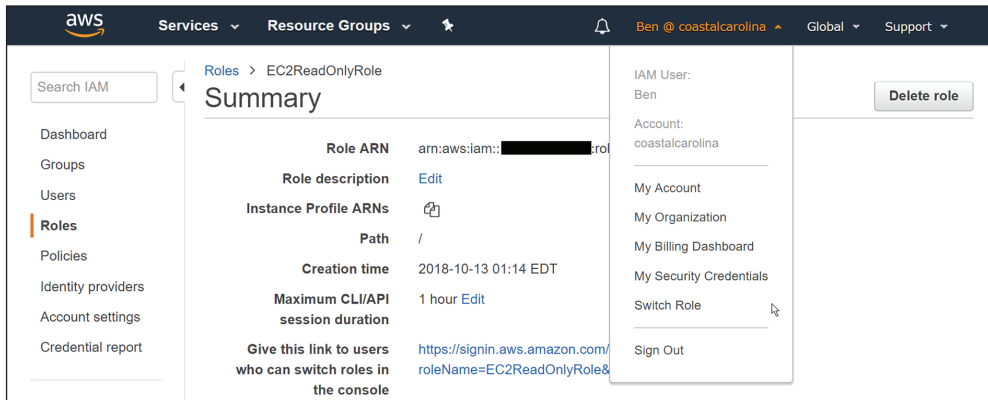 aws
Services
Resource Groups
Ben @ coastalcarolina
Global
Support
Search IAM
Dashboard
Groups
Users
Roles
Policies
Identity providers
Account settings
Credential report
Roles > EC2ReadOnlyRole
Summary
Delete role
Role ARN arn:aws:iam:: :rol
Role description Edit
Instance Profile ARNs
Path /
Creation time 2018-10-13 01:14 EDT
Maximum CLI/API 1 hour Edit
session duration
Give this link to users https://signin.aws.amazon.com/
who can switch roles in roleName=EC2ReadOnlyRole&
the console
IAM User:
Ben
Account:
coastalcarolina
My Account
My Organization
My Billing Dashboard
My Security Credentials
Switch Role
Sign Out